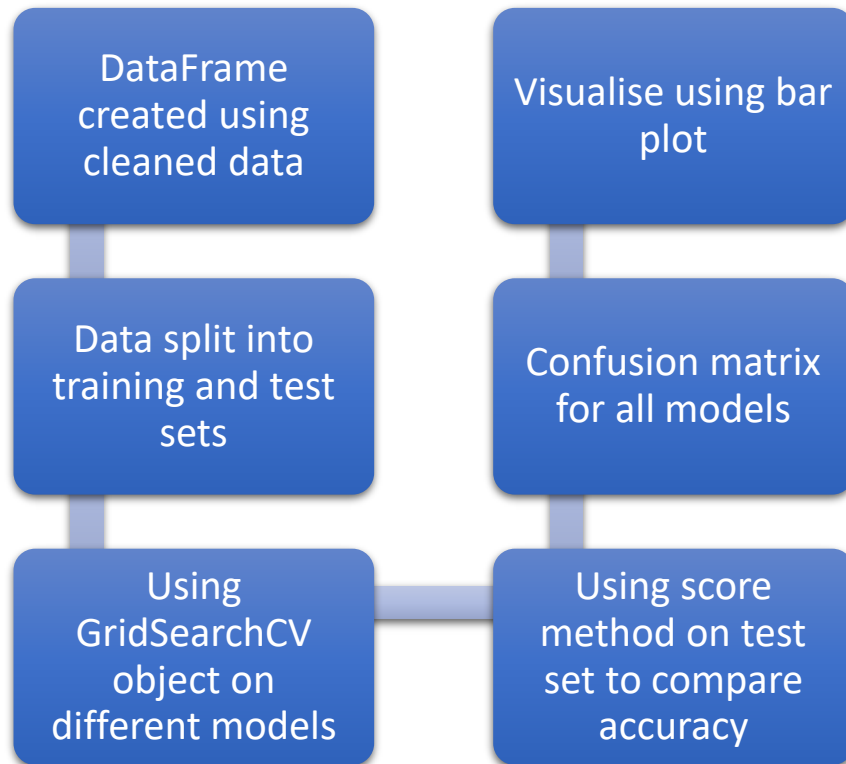 DataFrame
created using
cleaned data
Data split into
training and test
sets
Using
GridSearchCV
object on
different models
Using score
method on test
set to compare
accuracy
Confusion matrix
for all models
Visualise using bar
plot